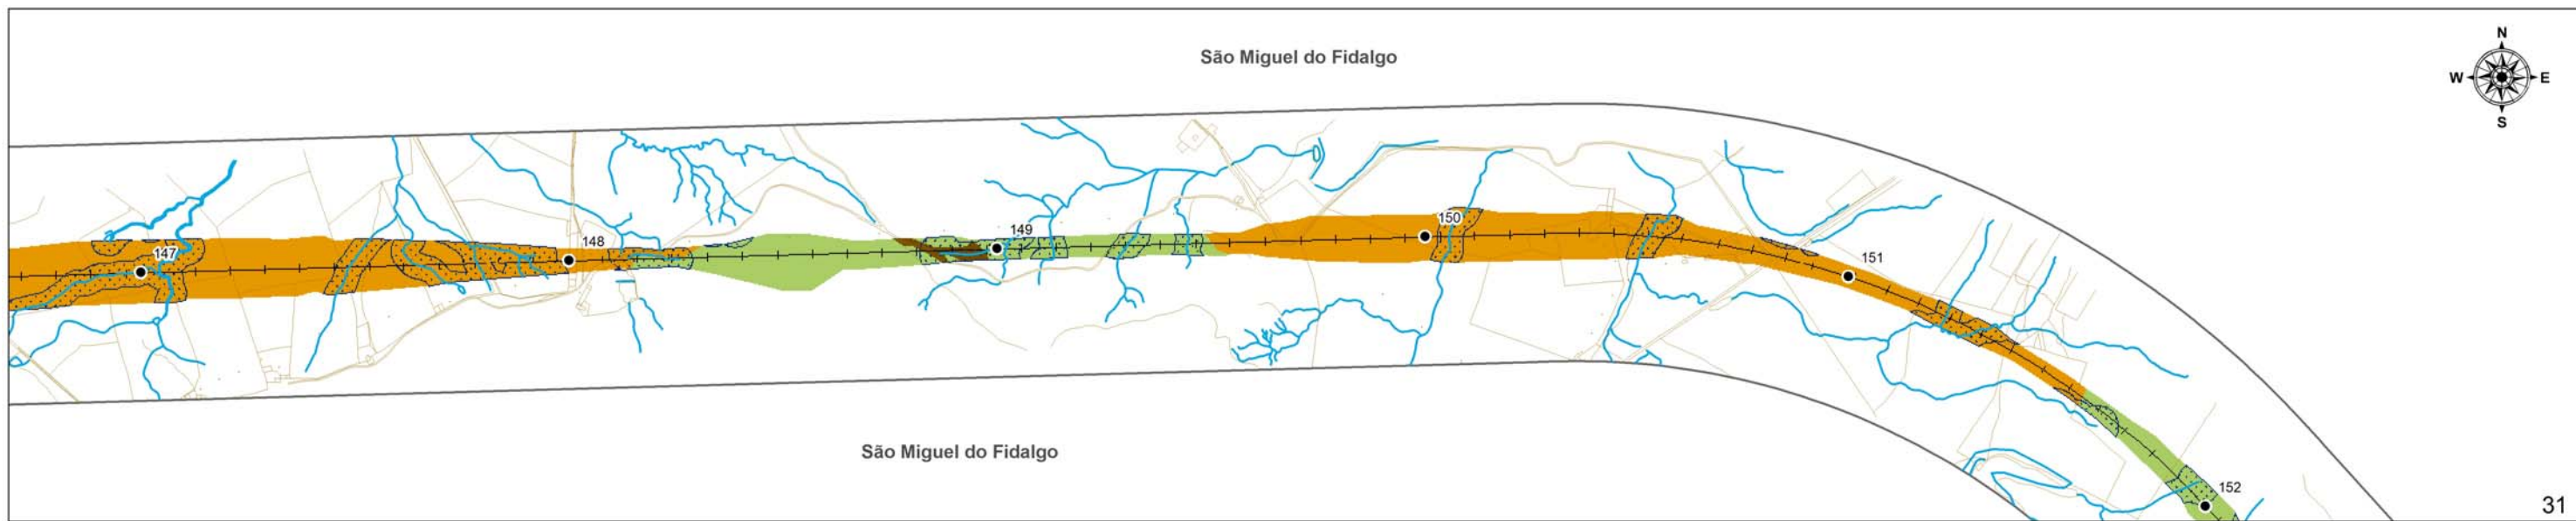 São Miguel do Fidalgo
N
W E
S
150
149
148
147
151
São Miguel do Fidalgo
152
31